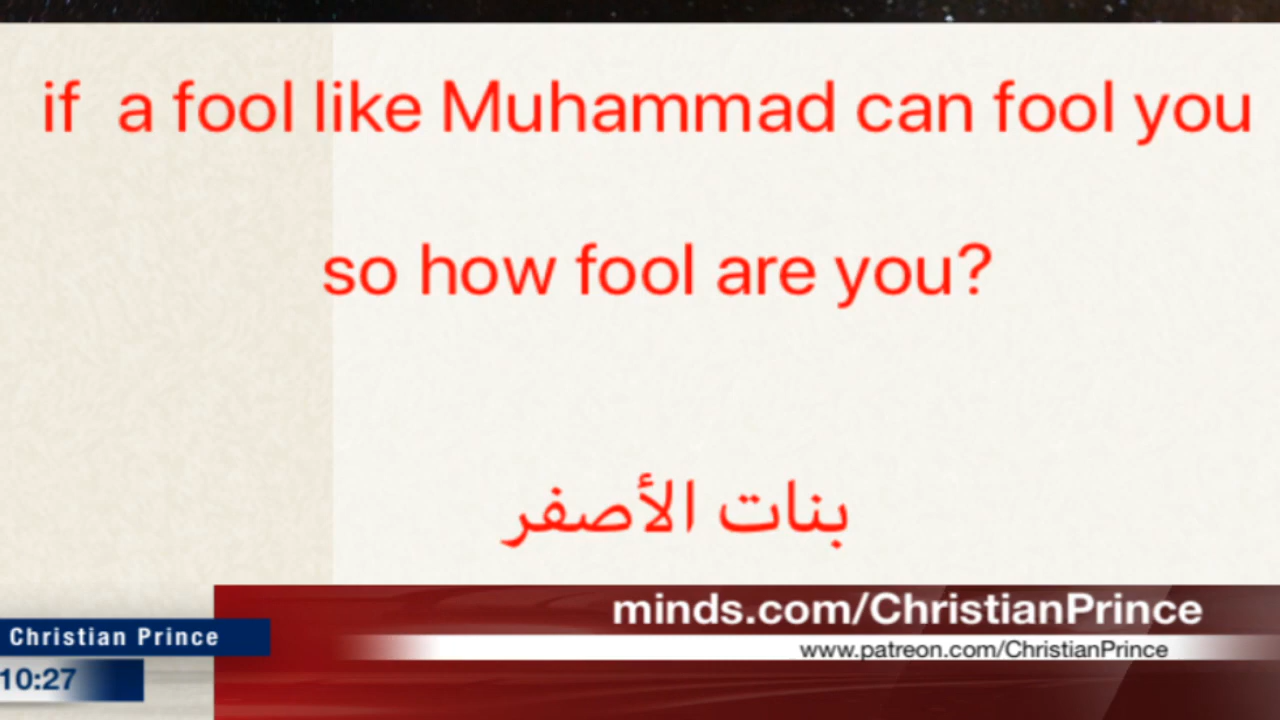 if a fool like Muhammad can fool you
so how fool are you?
بنات الأصفر
minds.com/ChristianPrince
Christian Prince
www.patreon.com/ChristianPrince
10:27